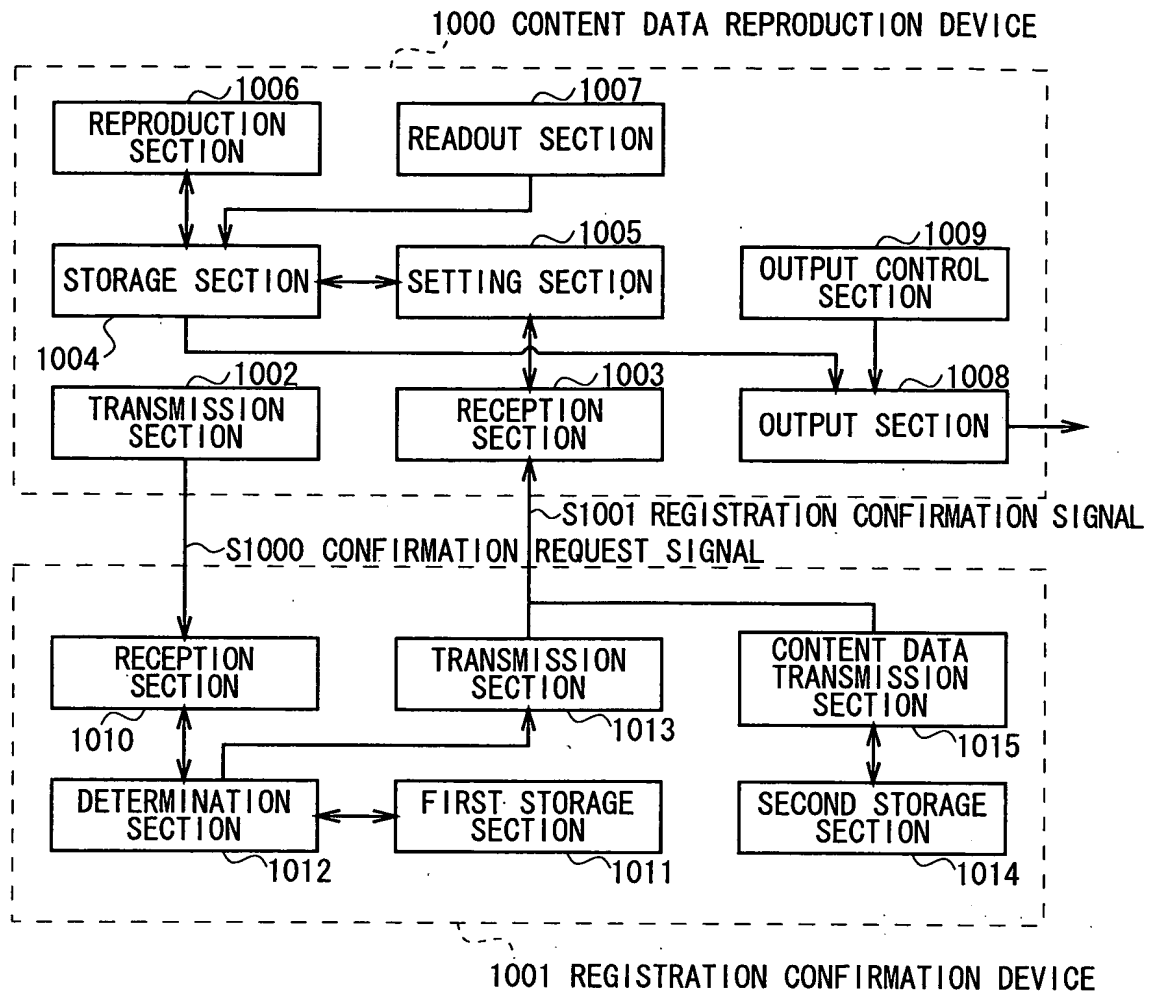 1000 CONTENT DATA REPRODUCTION DEVICE
1006
REPRODUCTION
SECTION
1007
READOUT SECTION
STORAGE SECTION
1004
1005
SETTING SECTION
1009
OUTPUT CONTROL
SECTION
1002
TRANSMISSION
SECTION
1003
RECEPTION
SECTION
1008
OUTPUT SECTION
S1001 REGISTRATION CONFIRMATION SIGNAL
S1000 CONFIRMATION REQUEST SIGNAL
RECEPTION
SECTION
1010
TRANSMISSION
SECTION
1013
CONTENT DATA
TRANSMISSION
SECTION
1015
DETERMINATION
SECTION
1012
FIRST STORAGE
SECTION
1011
SECOND STORAGE
SECTION
1014
1001 REGISTRATION CONFIRMATION DEVICE